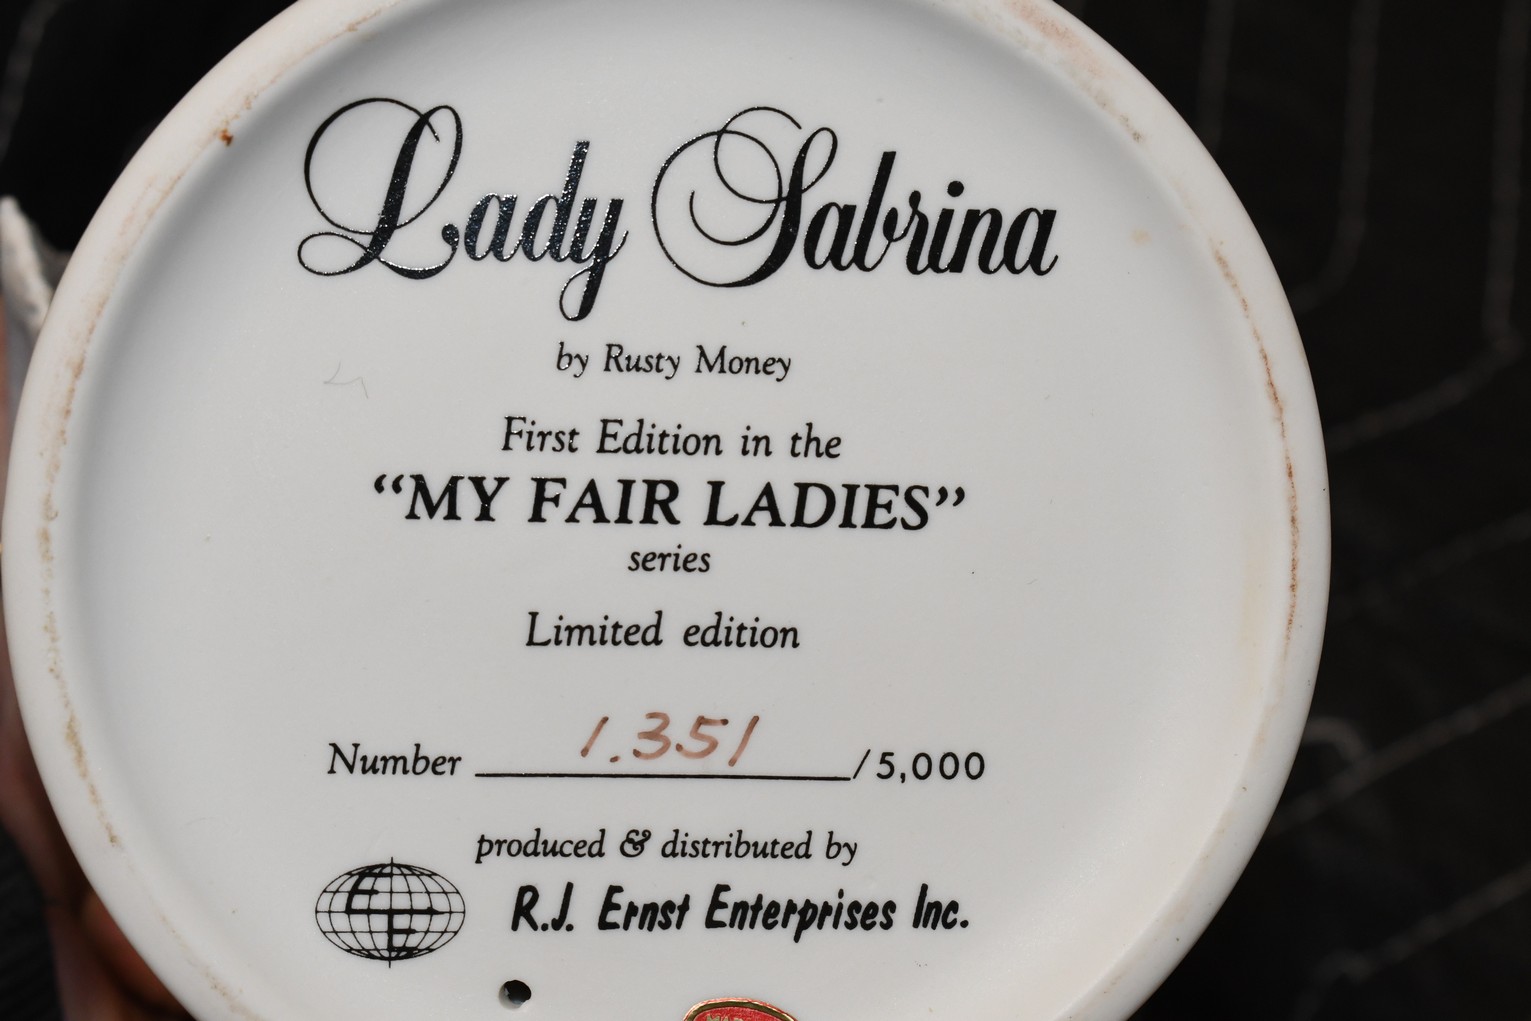 Lady Sabrina
by Rusty Money
First Edition in the
“MY FAIR LADIES”
series
Limited edition
Number 1.351 /5,000
produced & distributed by
EE R.J. Ernst Enterprises Inc.